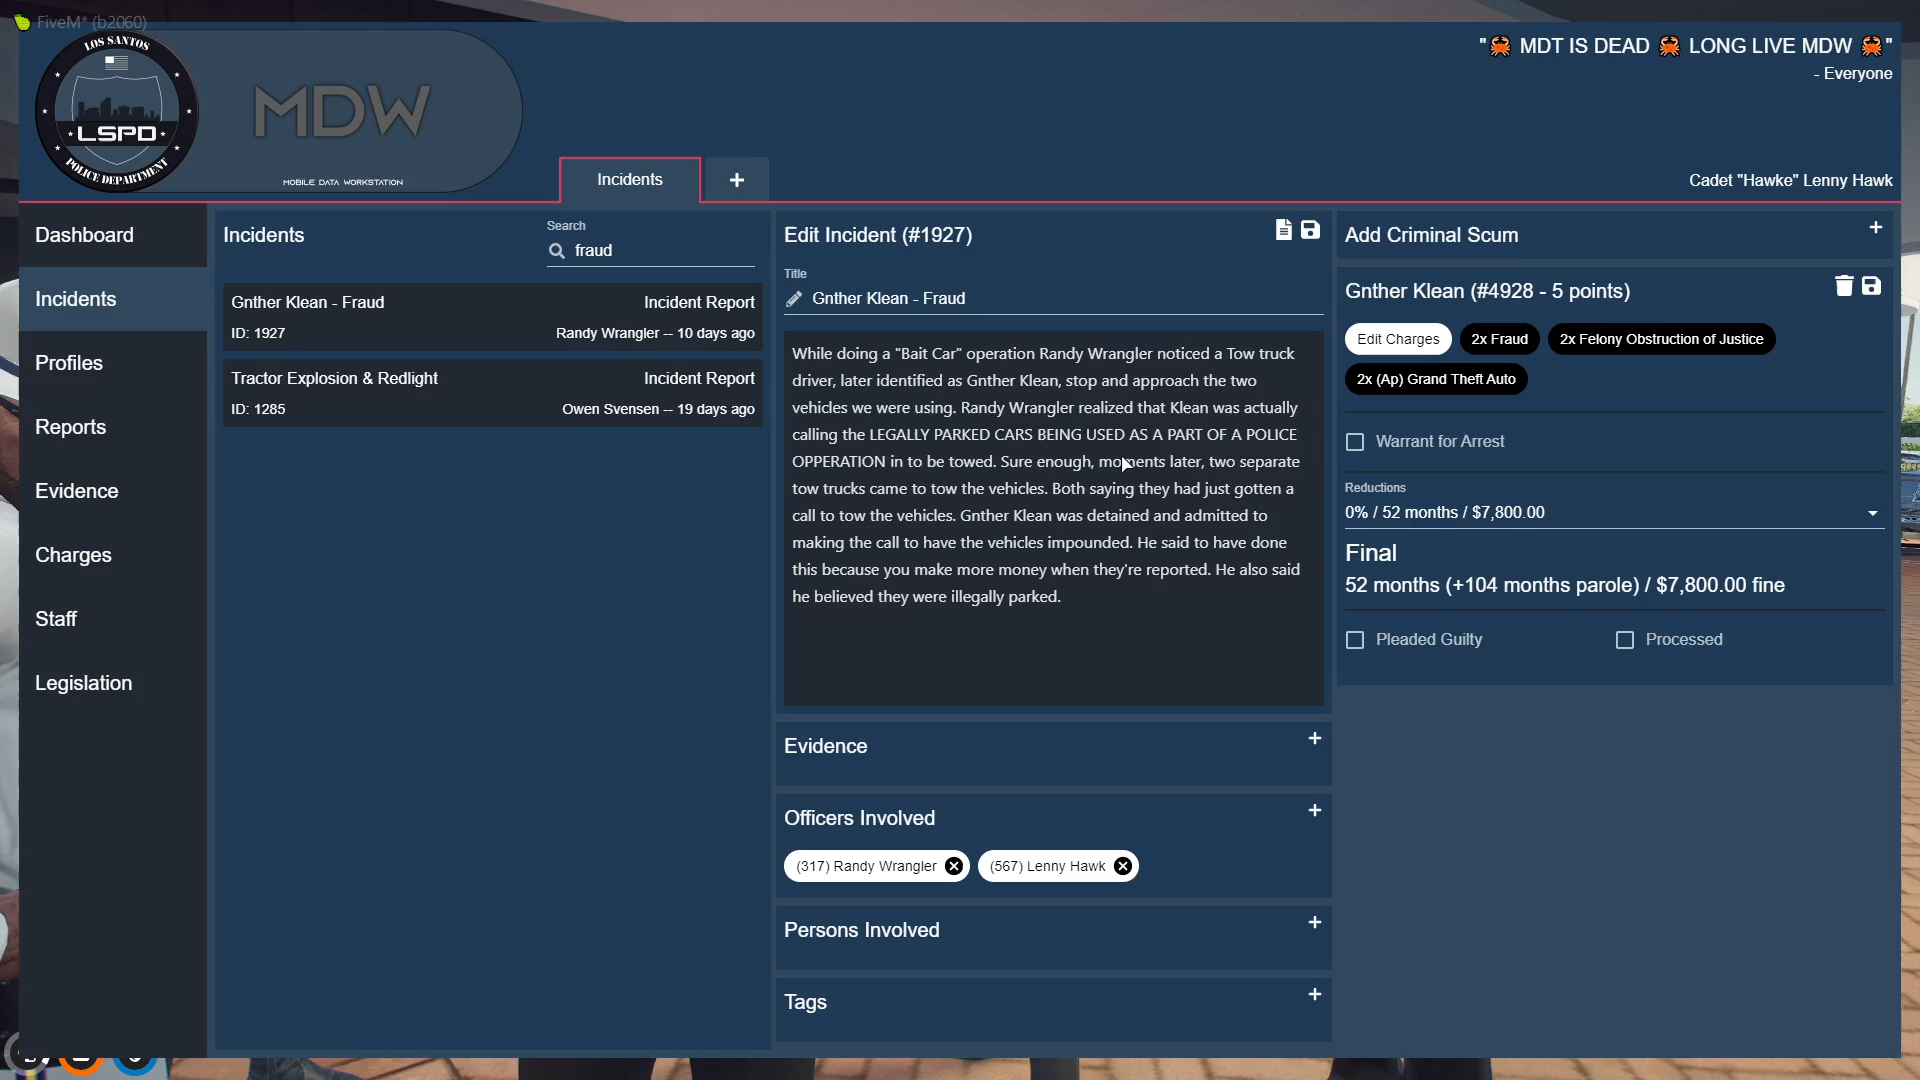 FiveM* (b2060)
LOS SANTOS
LSPD
POLICE DEPARTMENT
MDW
MOBILE DATA WORKSTATION
"🦀 MDT IS DEAD 🦀 LONG LIVE MDW 🦀"
- Everyone
Incidents
+
Cadet "Hawke" Lenny Hawk
Dashboard
Incidents
Profiles
Reports
Evidence
Charges
Staff
Legislation
Incidents
Search
fraud
Gnther Klean - Fraud Incident Report
ID: 1927 Randy Wrangler -- 10 days ago
Tractor Explosion & Redlight Incident Report
ID: 1285 Owen Svensen -- 19 days ago
Edit Incident (#1927)
Title
Gnther Klean - Fraud
While doing a "Bait Car" operation Randy Wrangler noticed a Tow truck
driver, later identified as Gnther Klean, stop and approach the two
vehicles we were using. Randy Wrangler realized that Klean was actually
calling the LEGALLY PARKED CARS BEING USED AS A PART OF A POLICE
OPPERATION in to be towed. Sure enough, moments later, two separate
tow trucks came to tow the vehicles. Both saying they had just gotten a
call to tow the vehicles. Gnther Klean was detained and admitted to
making the call to have the vehicles impounded. He said to have done
this because you make more money when they're reported. He also said
he believed they were illegally parked.
Evidence +
Officers Involved +
(317) Randy Wrangler
(567) Lenny Hawk
Persons Involved +
Tags +
Add Criminal Scum +
Gnther Klean (#4928 - 5 points)
Edit Charges
2x Fraud
2x Felony Obstruction of Justice
2x (Ap) Grand Theft Auto
Warrant for Arrest
Reductions
0% / 52 months / $7,800.00
Final
52 months (+104 months parole) / $7,800.00 fine
Pleaded Guilty
Processed